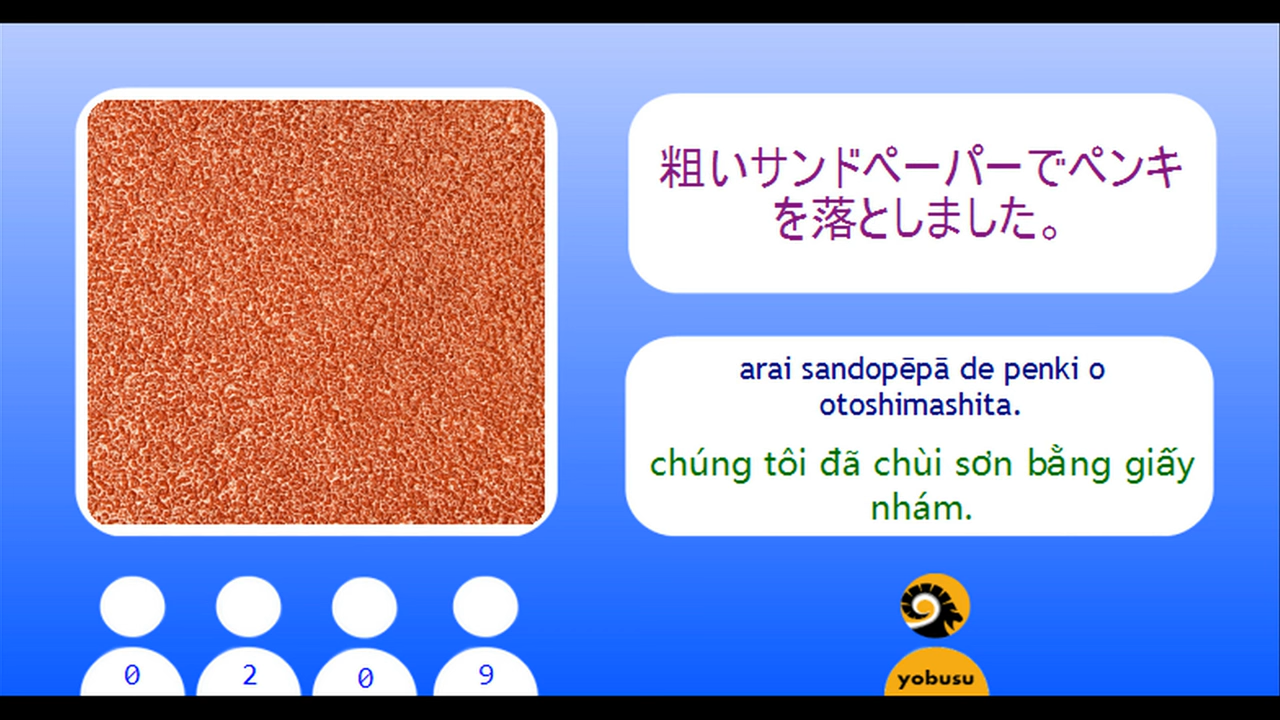 粗いサンドペーパーでペンキ
を落としました。
arai sandopēpā de penki o
otoshimashita.
chúng tôi đã chùi sơn bằng giấy
nhám.
0 2 0 9
yobusu